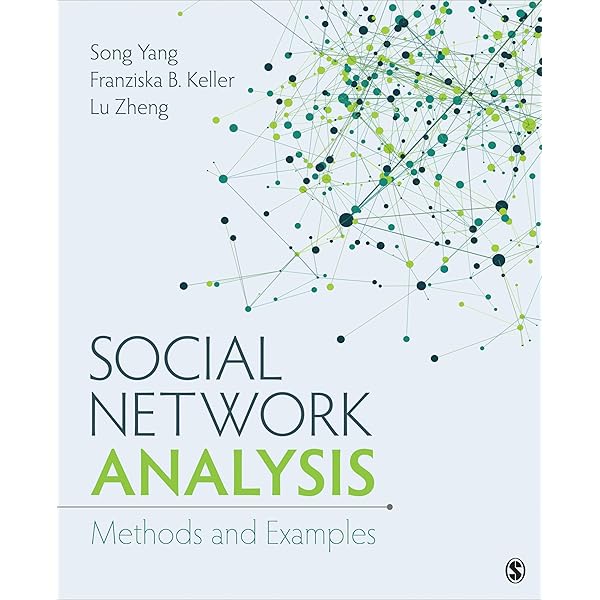 Song Yang
Franziska B. Keller
Lu Zheng
SOCIAL
NETWORK
ANALYSIS
Methods and Examples
S